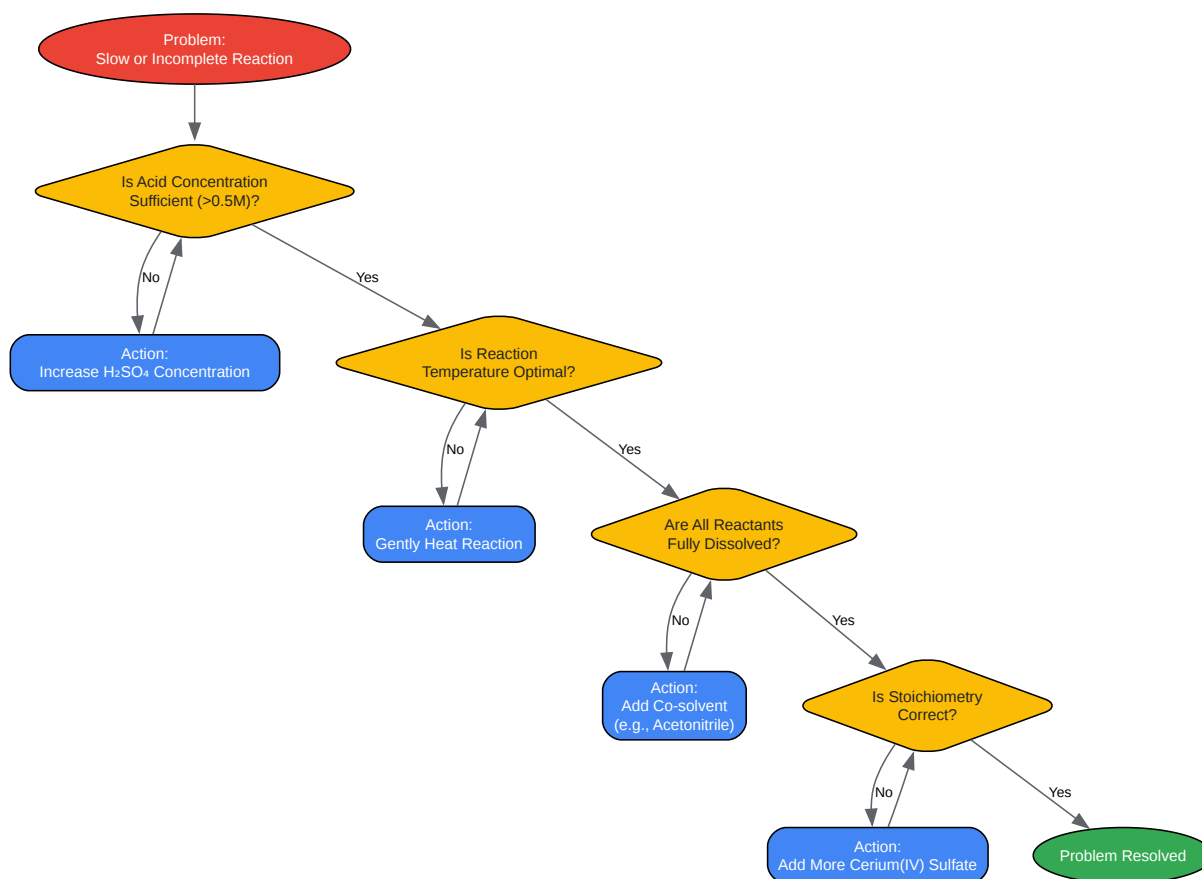 Problem:
Slow or Incomplete Reaction
Is Acid Concentration
Sufficient (>0.5M)?
No
Yes
Action:
Increase H₂SO₄ Concentration
Is Reaction
Temperature Optimal?
No
Yes
Action:
Gently Heat Reaction
Are All Reactants
Fully Dissolved?
No
Yes
Action:
Add Co-solvent
(e.g., Acetonitrile)
Is Stoichiometry
Correct?
No
Yes
Action:
Add More Cerium(IV) Sulfate
Problem Resolved